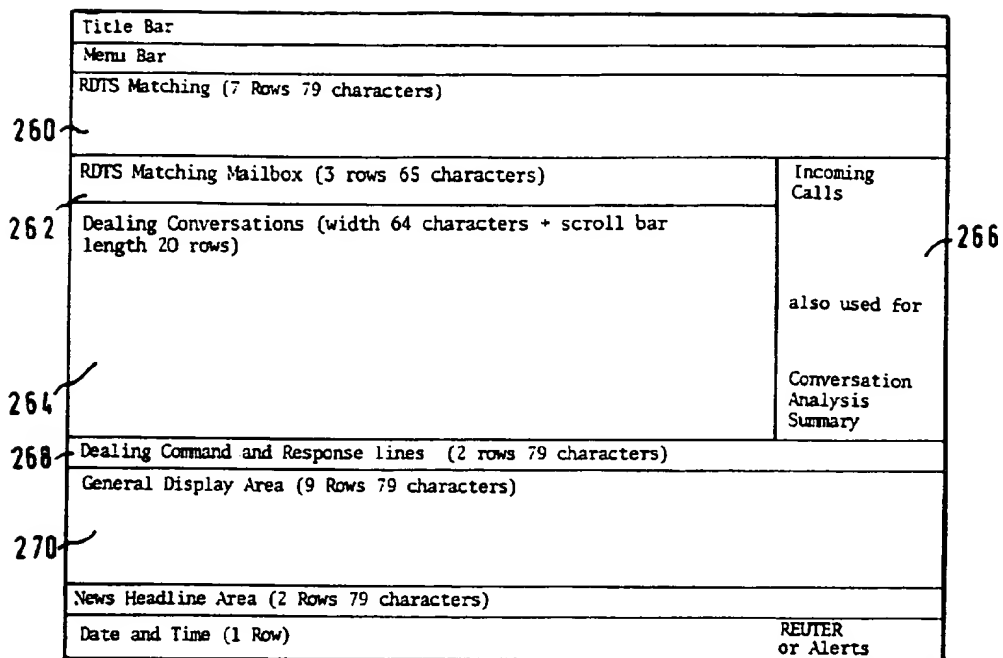 Title Bar
Menu Bar
RDTS Matching (7 Rows 79 characters)
260
RDTS Matching Mailbox (3 rows 65 characters)
Incoming
Calls
262
Dealing Conversations (width 64 characters + scroll bar
length 20 rows)
266
also used for
264
Conversation
Analysis
Summary
268
Dealing Command and Response lines (2 rows 79 characters)
General Display Area (9 Rows 79 characters)
270
News Headline Area (2 Rows 79 characters)
Date and Time (1 Row)
REUTER
or Alerts